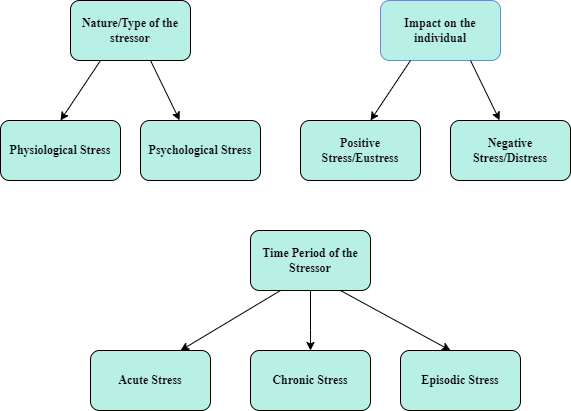 Nature/Type of the
stressor
Impact on the
individual
Physiological Stress
Psychological Stress
Positive
Stress/Eustress
Negative
Stress/Distress
Time Period of the
Stressor
Acute Stress
Chronic Stress
Episodic Stress